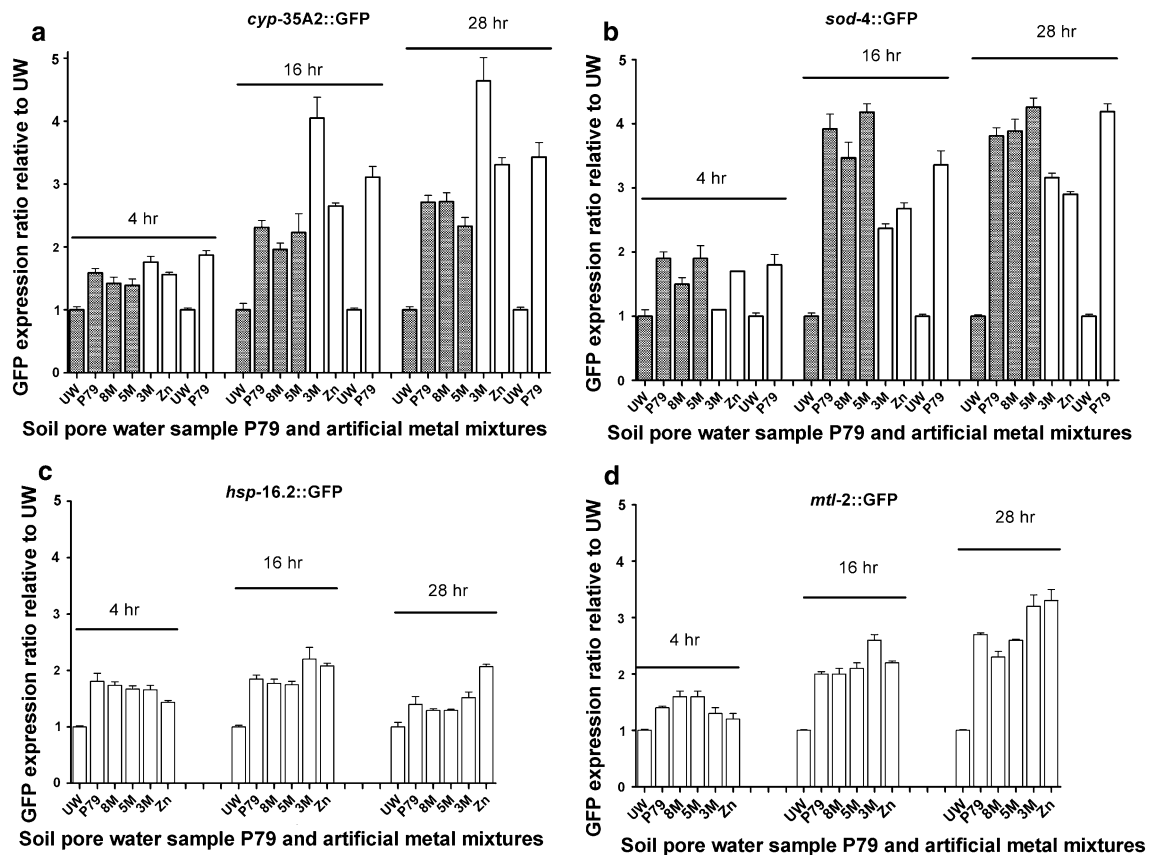 a
cyp-35A2::GFP
GFP expression ratio relative to UW
5
4
3
2
1
0
4 hr
16 hr
28 hr
UW P79 8M 5M 3M Zn UW P79 UW P79 8M 5M 3M Zn UW P79 UW P79 8M 5M 3M Zn UW P79
Soil pore water sample P79 and artificial metal mixtures
b
sod-4::GFP
GFP expression ratio relative to UW
5
4
3
2
1
0
4 hr
16 hr
28 hr
UW P79 8M 5M 3M Zn UW P79 UW P79 8M 5M 3M Zn UW P79 UW P79 8M 5M 3M Zn UW P79
Soil pore water sample P79 and artificial metal mixtures
c
hsp-16.2::GFP
GFP expression ratio relative to UW
5
4
3
2
1
0
4 hr
16 hr
28 hr
UW P79 8M 5M 3M Zn UW P79 8M 5M 3M Zn UW P79 8M 5M 3M Zn
Soil pore water sample P79 and artificial metal mixtures
d
mtl-2::GFP
GFP expression ratio relative to UW
5
4
3
2
1
0
4 hr
16 hr
28 hr
UW P79 8M 5M 3M Zn UW P79 8M 5M 3M Zn UW P79 8M 5M 3M Zn
Soil pore water sample P79 and artificial metal mixtures